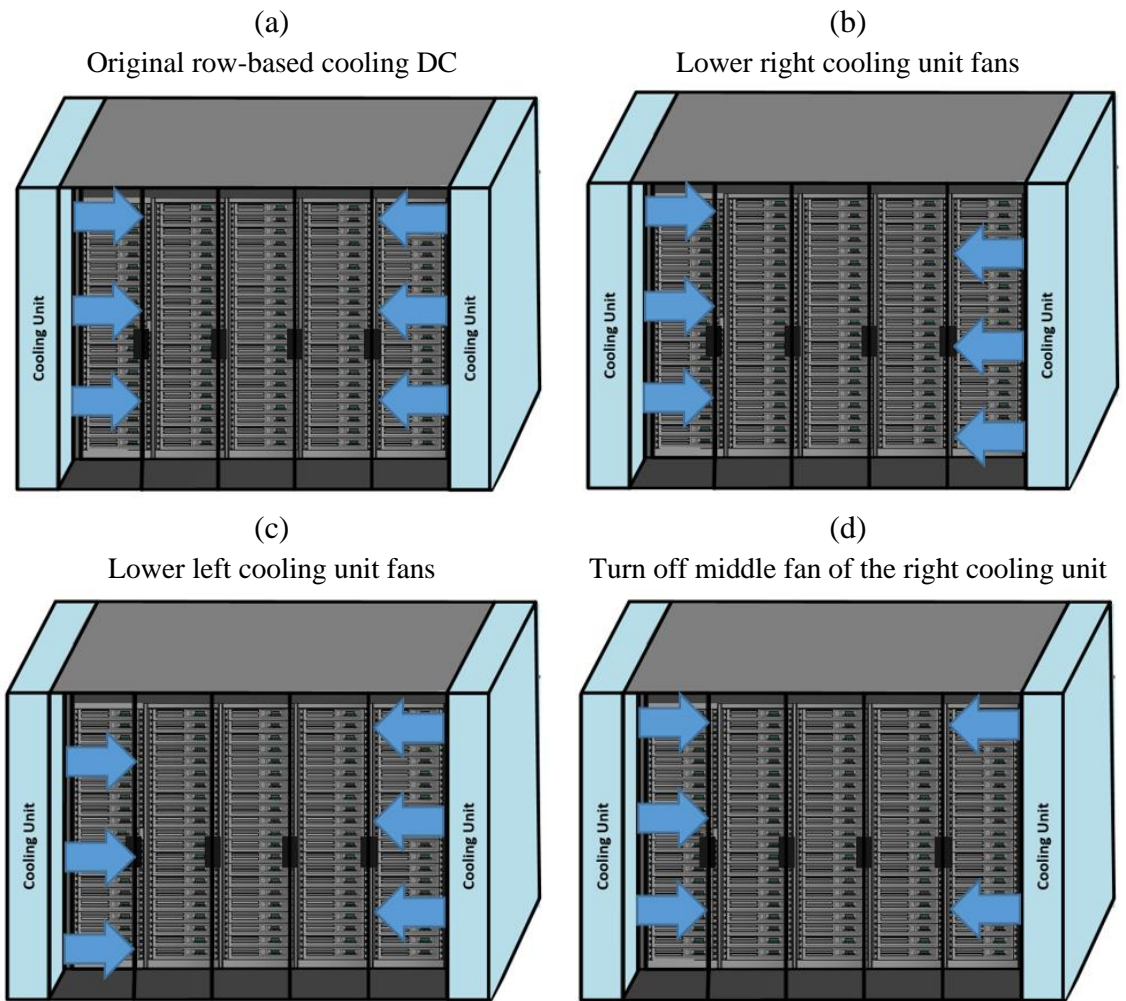 (a)
Original row-based cooling DC
Cooling Unit
Cooling Unit
(b)
Lower right cooling unit fans
Cooling Unit
Cooling Unit
(c)
Lower left cooling unit fans
Cooling Unit
Cooling Unit
(d)
Turn off middle fan of the right cooling unit
Cooling Unit
Cooling Unit